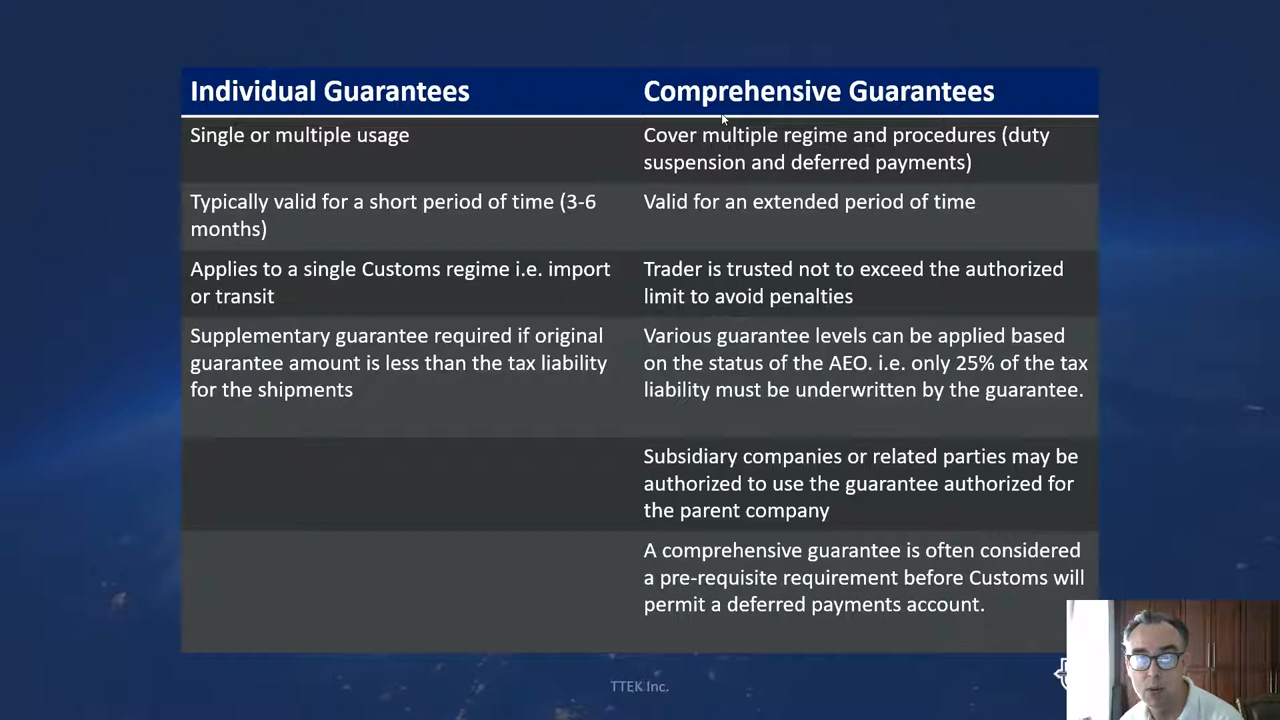 Individual Guarantees
Comprehensive Guarantees
Single or multiple usage
Cover multiple regime and procedures (duty
suspension and deferred payments)
Typically valid for a short period of time (3-6
months)
Valid for an extended period of time
Applies to a single Customs regime i.e. import
or transit
Trader is trusted not to exceed the authorized
limit to avoid penalties
Supplementary guarantee required if original
guarantee amount is less than the tax liability
for the shipments
Various guarantee levels can be applied based
on the status of the AEO. i.e. only 25% of the tax
liability must be underwritten by the guarantee.
Subsidiary companies or related parties may be
authorized to use the guarantee authorized for
the parent company
A comprehensive guarantee is often considered
a pre-requisite requirement before Customs will
permit a deferred payments account.
TTEK Inc.